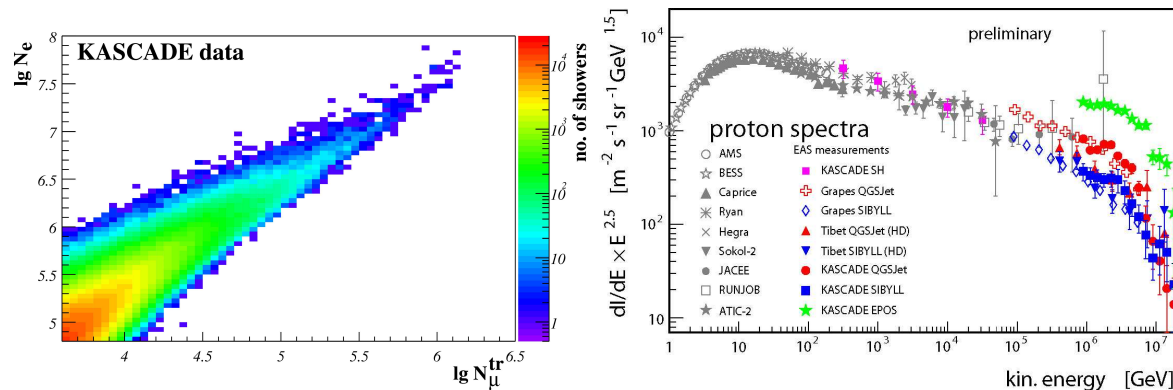 KASCADE data
lg Ne
8
7.5
7
6.5
6
5.5
5
4 4.5 5 5.5 6 6.5
lg Nμ^tr
no. of showers
10^4
10^3
10^2
10
1
preliminary
dI/dE × E^2.5 [m^-2 s^-1 sr^-1 GeV^1.5]
10^4
10^3
10^2
10
proton spectra
AMS
BESS
Caprice
Ryan
Hegra
Sokol-2
JACEE
RUNJOB
ATIC-2
EAS measurements
KASCADE SH
Grapes QGSJet
Grapes SIBYLL
Tibet QGSJet (HD)
Tibet SIBYLL (HD)
KASCADE QGSJet
KASCADE SIBYLL
KASCADE EPOS
1 10 10^2 10^3 10^4 10^5 10^6 10^7
kin. energy [GeV]